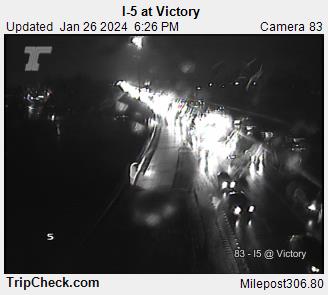 I-5 at Victory
Updated Jan 26 2024 6:26 PM Camera 83
T
S
83 - I5 @ Victory
TripCheck.com Milepost306.80